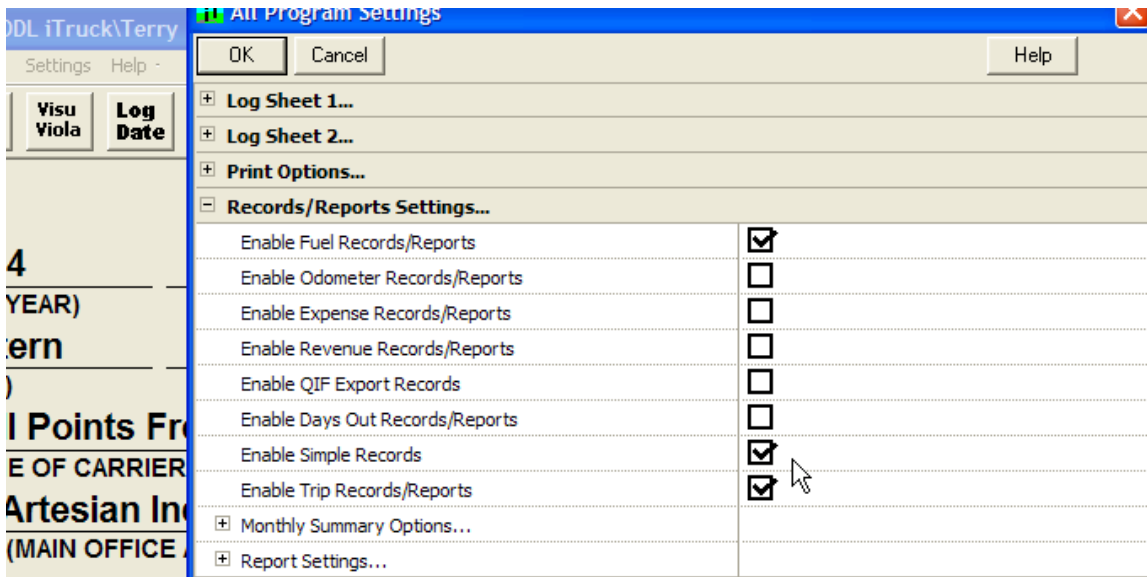 DDL iTruck\Terry
Settings Help -
Visu
Viola
Log
Date
4
YEAR)
tern
)
l Points Fr
E OF CARRIER
Artesian In
(MAIN OFFICE
iT All Program Settings
OK Cancel Help
Log Sheet 1...
Log Sheet 2...
Print Options...
Records/Reports Settings...
Enable Fuel Records/Reports
Enable Odometer Records/Reports
Enable Expense Records/Reports
Enable Revenue Records/Reports
Enable QIF Export Records
Enable Days Out Records/Reports
Enable Simple Records
Enable Trip Records/Reports
Monthly Summary Options...
Report Settings...